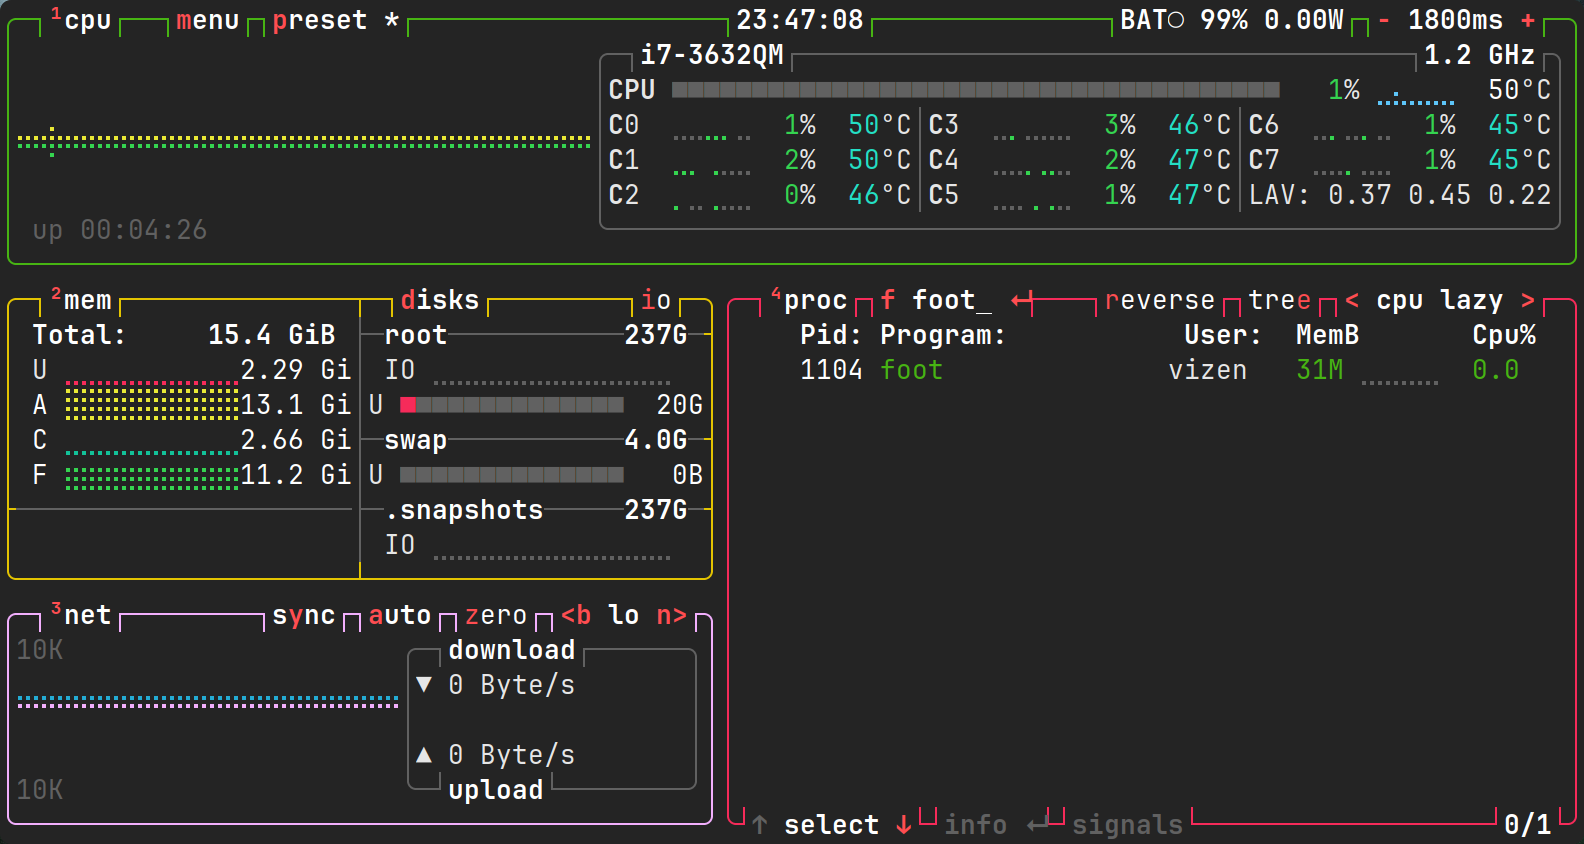 1cpu menu preset * 23:47:08 BAT○ 99% 0.00W - 1800ms +
i7-3632QM 1.2 GHz
CPU 1% 50°C
C0 1% 50°C C3 3% 46°C C6 1% 45°C
C1 2% 50°C C4 2% 47°C C7 1% 45°C
C2 0% 46°C C5 1% 47°C LAV: 0.37 0.45 0.22
up 00:04:26
2mem disks io
Total: 15.4 GiB root 237G
U 2.29 Gi IO
A 13.1 Gi U 20G
C 2.66 Gi swap 4.0G
F 11.2 Gi U 0B
.snapshots 237G
IO
3net sync auto zero <b lo n>
10K download
▼ 0 Byte/s
▲ 0 Byte/s
10K upload
4proc f foot_ ↵ reverse tree < cpu lazy >
Pid: Program: User: MemB Cpu%
1104 foot vizen 31M 0.0
↑ select ↓ info ↵ signals 0/1